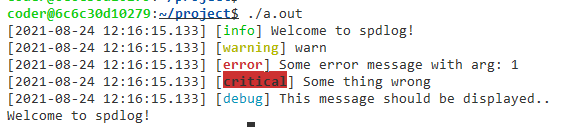 coder@6c6c30d10279:~/project$ ./a.out
[2021-08-24 12:16:15.133] [info] Welcome to spdlog!
[2021-08-24 12:16:15.133] [warning] warn
[2021-08-24 12:16:15.133] [error] Some error message with arg: 1
[2021-08-24 12:16:15.133] [critical] Some thing wrong
[2021-08-24 12:16:15.133] [debug] This message should be displayed..
Welcome to spdlog!